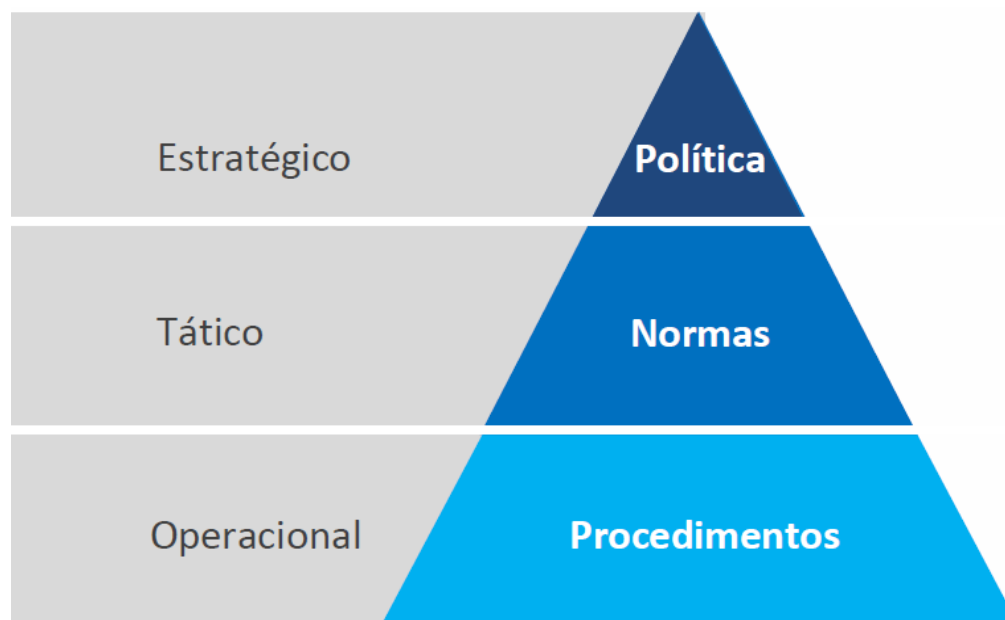 Estratégico
Política
Tático
Normas
Operacional
Procedimentos